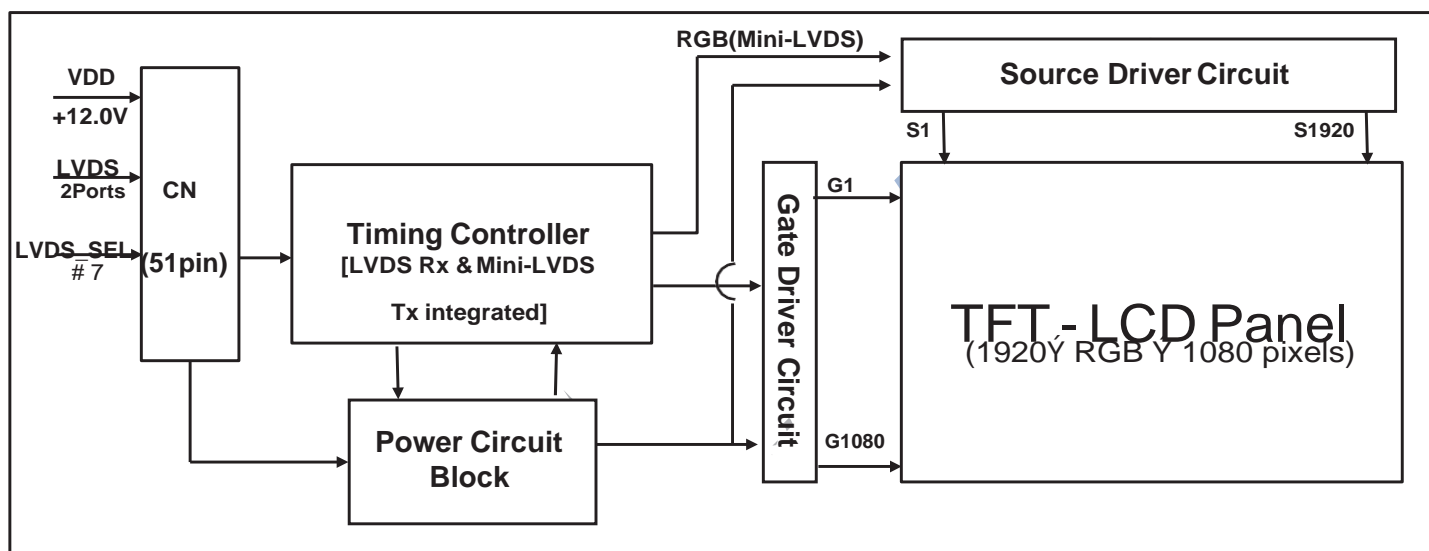 RGB(Mini-LVDS)
Source Driver Circuit
S1
S1920
VDD
+12.0V
LVDS
2Ports
LVDS_SEL
# 7
CN
(51pin)
Timing Controller
[LVDS Rx & Mini-LVDS
Tx integrated]
Power Circuit
Block
Gate Driver Circuit
G1
G1080
TFT - LCD Panel
(1920Ý RGB Ý 1080 pixels)